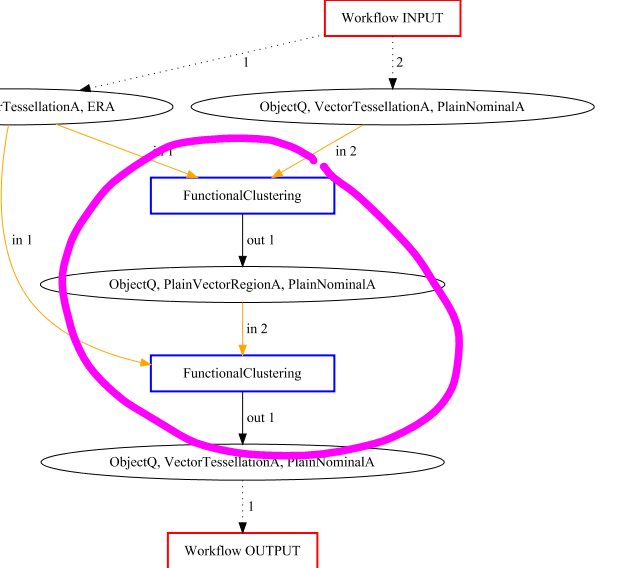 Workflow INPUT
1
2
rTessellationA, ERA
ObjectQ, VectorTessellationA, PlainNominalA
in 1
in 2
FunctionalClustering
in 1
out 1
ObjectQ, PlainVectorRegionA, PlainNominalA
in 2
FunctionalClustering
out 1
ObjectQ, VectorTessellationA, PlainNominalA
1
Workflow OUTPUT